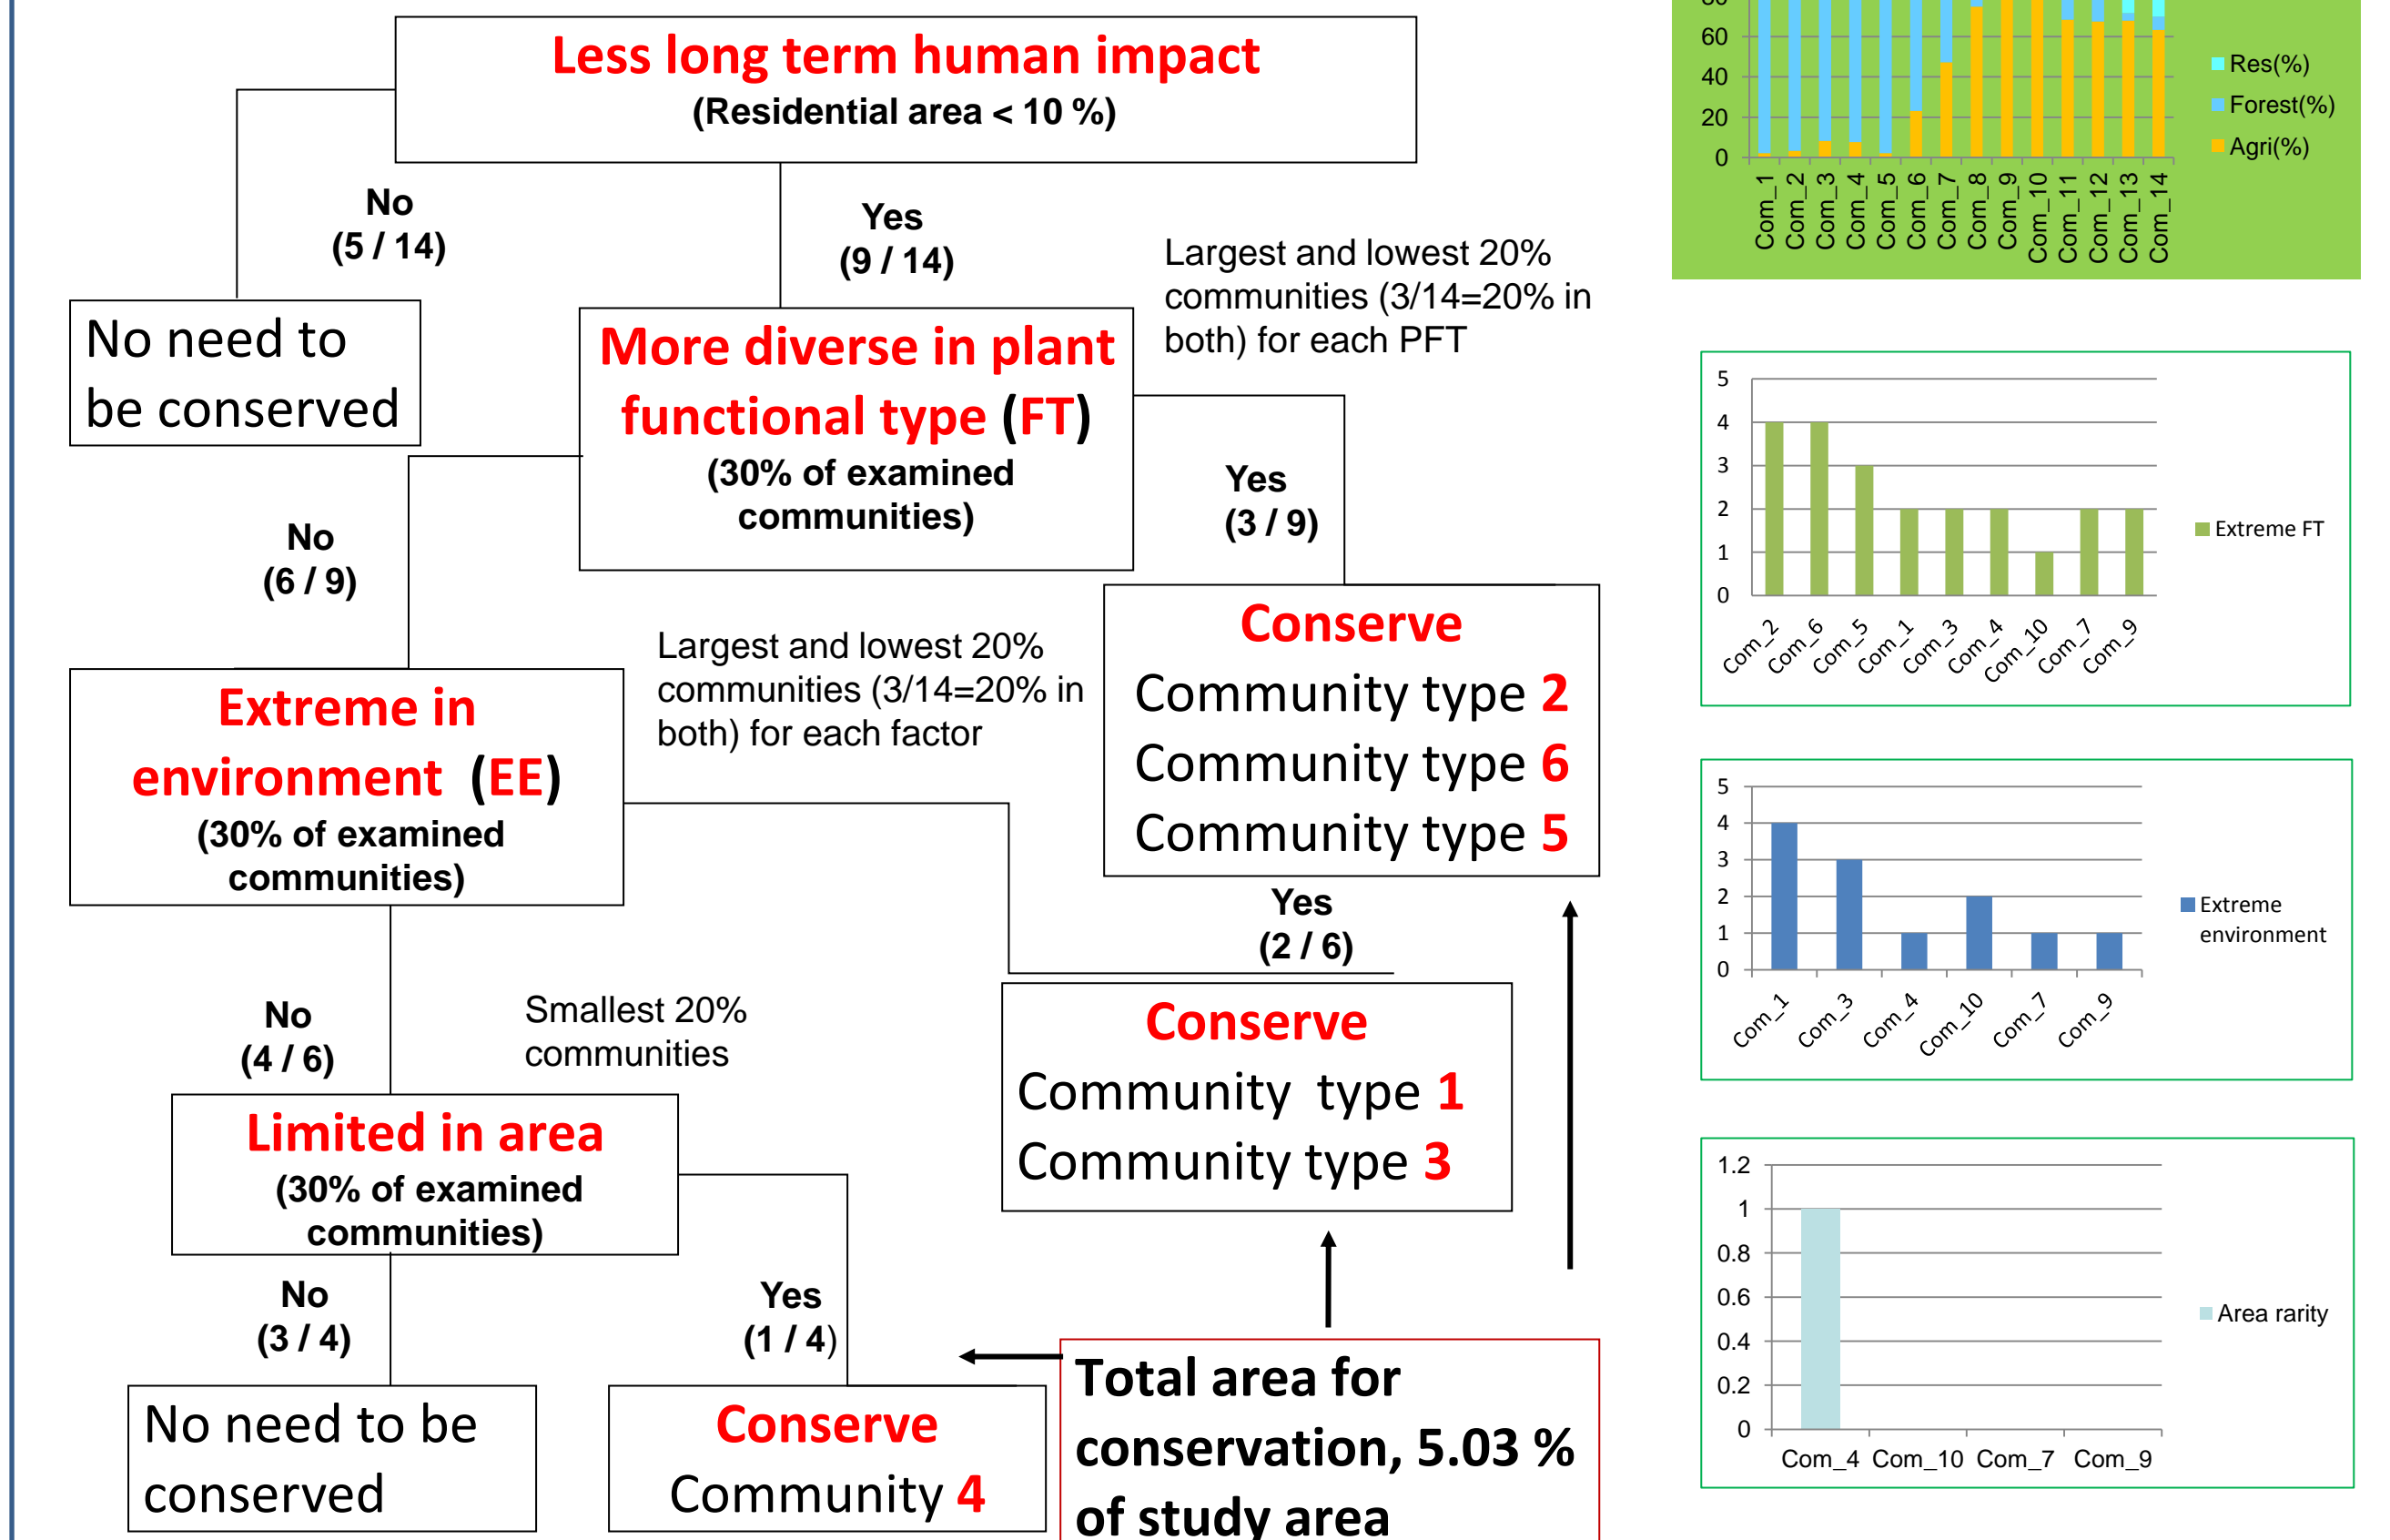 Less long term human impact
(Residential area < 10 %)
No
(5 / 14)
Yes
(9 / 14)
Largest and lowest 20%
communities (3/14=20% in
both) for each PFT
No need to
be conserved
More diverse in plant
functional type (FT)
(30% of examined
communities)
No
(6 / 9)
Yes
(3 / 9)
Largest and lowest 20%
communities (3/14=20% in
both) for each factor
Extreme in
environment (EE)
(30% of examined
communities)
Conserve
Community type 2
Community type 6
Community type 5
Yes
(2 / 6)
No
(4 / 6)
Smallest 20%
communities
Conserve
Community type 1
Community type 3
Limited in area
(30% of examined
communities)
No
(3 / 4)
Yes
(1 / 4)
No need to be
conserved
Conserve
Community 4
Total area for
conservation, 5.03 %
of study area
60
40
20
0
Com_1
Com_2
Com_3
Com_4
Com_5
Com_6
Com_7
Com_8
Com_9
Com_10
Com_11
Com_12
Com_13
Com_14
Res(%)
Forest(%)
Agri(%)
5
4
3
2
1
0
Com_2
Com_6
Com_5
Com_1
Com_3
Com_4
Com_10
Com_7
Com_9
Extreme FT
5
4
3
2
1
0
Com_1
Com_3
Com_4
Com_10
Com_7
Com_9
Extreme
environment
1.2
1
0.8
0.6
0.4
0.2
0
Com_4 Com_10 Com_7 Com_9
Area rarity